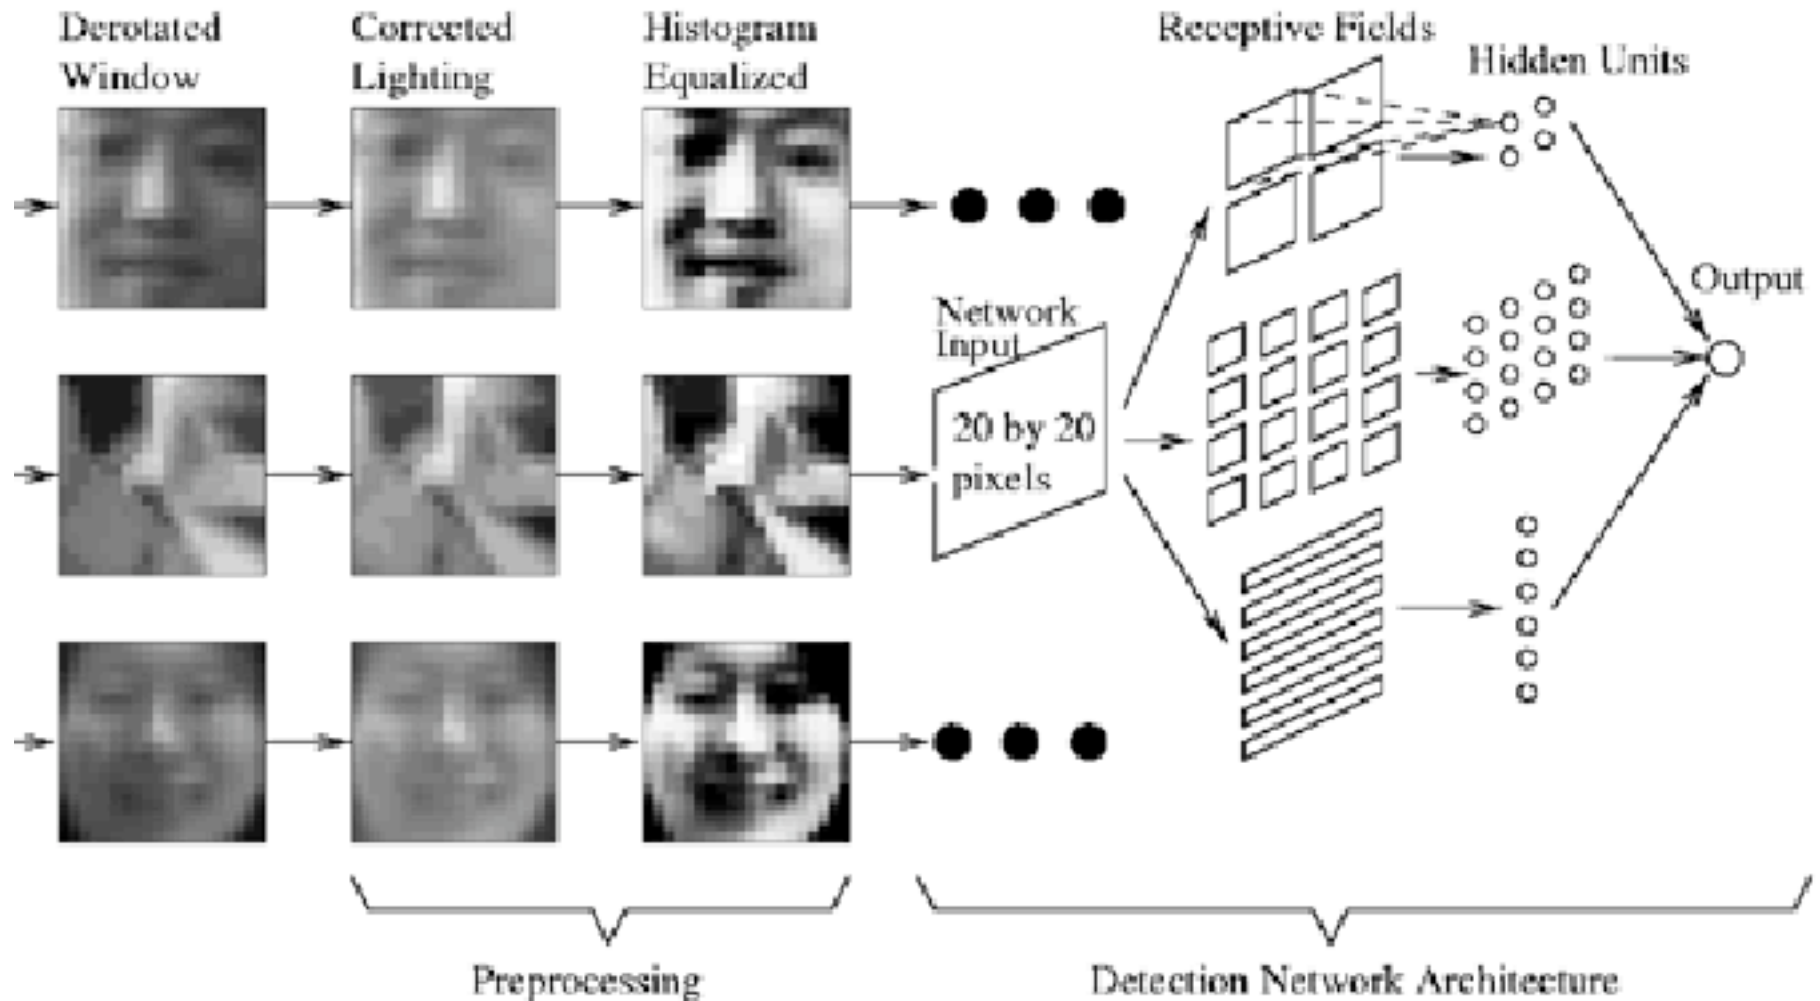 Derotated
Window
Corrected
Lighting
Histogram
Equalized
Receptive Fields
Hidden Units
Network
Input
20 by 20
pixels
Output
Preprocessing
Detection Network Architecture